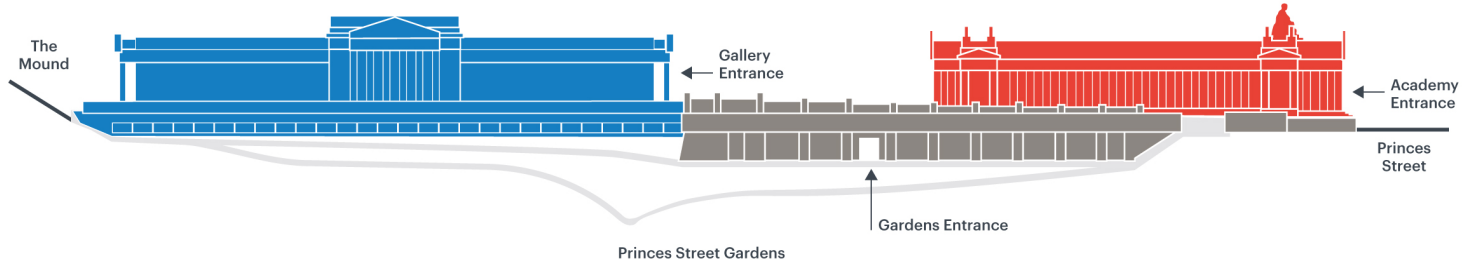 The
Mound
Gallery
Entrance
Academy
Entrance
Princes
Street
Gardens Entrance
Princes Street Gardens